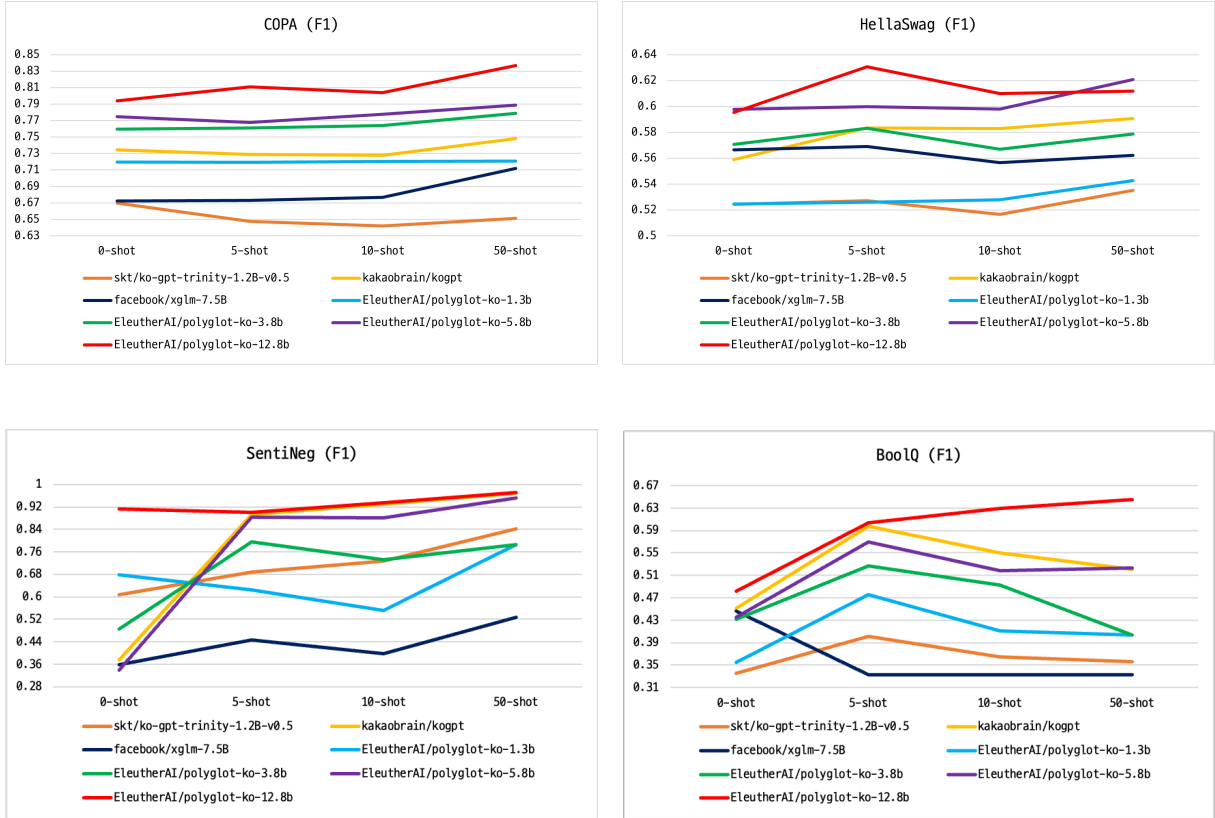 COPA (F1)
0.85
0.83
0.81
0.79
0.77
0.75
0.73
0.71
0.69
0.67
0.65
0.63
0-shot 5-shot 10-shot 50-shot
skt/ko-gpt-trinity-1.2B-v0.5 kakaobrain/kogpt
facebook/xglm-7.5B EleutherAI/polyglot-ko-1.3b
EleutherAI/polyglot-ko-3.8b EleutherAI/polyglot-ko-5.8b
EleutherAI/polyglot-ko-12.8b
HellaSwag (F1)
0.64
0.62
0.6
0.58
0.56
0.54
0.52
0.5
0-shot 5-shot 10-shot 50-shot
skt/ko-gpt-trinity-1.2B-v0.5 kakaobrain/kogpt
facebook/xglm-7.5B EleutherAI/polyglot-ko-1.3b
EleutherAI/polyglot-ko-3.8b EleutherAI/polyglot-ko-5.8b
EleutherAI/polyglot-ko-12.8b
SentiNeg (F1)
1
0.92
0.84
0.76
0.68
0.6
0.52
0.44
0.36
0.28
0-shot 5-shot 10-shot 50-shot
skt/ko-gpt-trinity-1.2B-v0.5 kakaobrain/kogpt
facebook/xglm-7.5B EleutherAI/polyglot-ko-1.3b
EleutherAI/polyglot-ko-3.8b EleutherAI/polyglot-ko-5.8b
EleutherAI/polyglot-ko-12.8b
BoolQ (F1)
0.67
0.63
0.59
0.55
0.51
0.47
0.43
0.39
0.35
0.31
0-shot 5-shot 10-shot 50-shot
skt/ko-gpt-trinity-1.2B-v0.5 kakaobrain/kogpt
facebook/xglm-7.5B EleutherAI/polyglot-ko-1.3b
EleutherAI/polyglot-ko-3.8b EleutherAI/polyglot-ko-5.8b
EleutherAI/polyglot-ko-12.8b